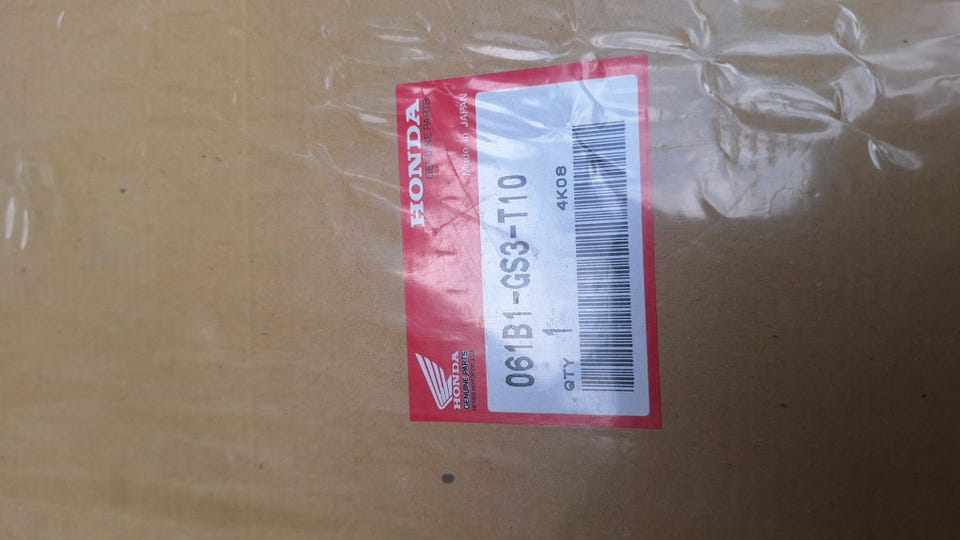 HONDA
GENUINE PARTS
Made in JAPAN
HONDA
GENUINE PARTS
061B1-GS3-T10
QTY 1
4K08